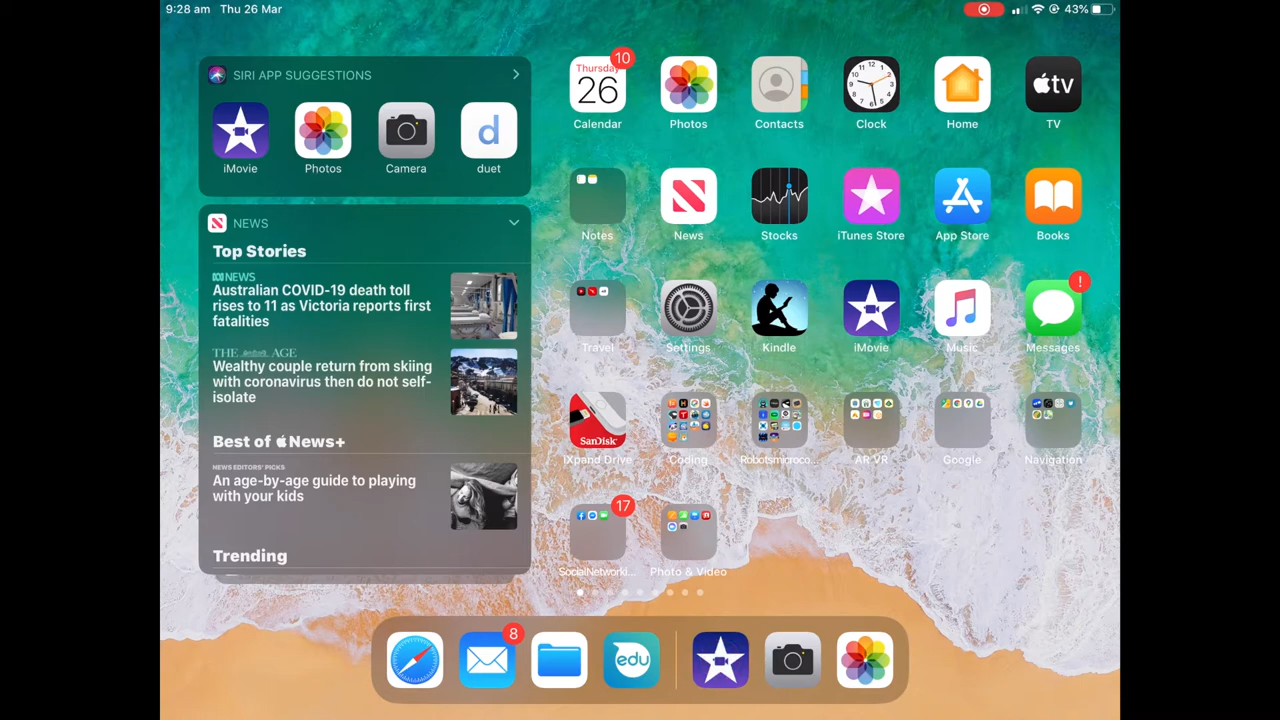 9:28 am Thu 26 Mar
43%
SIRI APP SUGGESTIONS
iMovie Photos Camera duet
d
NEWS
Top Stories
NEWS
Australian COVID-19 death toll
rises to 11 as Victoria reports first
fatalities
THE AGE
Wealthy couple return from skiing
with coronavirus then do not self-
isolate
Best of News+
NEWS EDITORS' PICKS
An age-by-age guide to playing
with your kids
Trending
10
Thursday
26
tv
Calendar Photos Contacts Clock Home TV
Notes News Stocks iTunes Store App Store Books
!
Travel Settings Kindle iMovie Music Messages
SanDisk
iXpand Drive Coding Robotsmicroco... AR VR Google Navigation
17
SocialNetworki... Photo & Video
8
edu